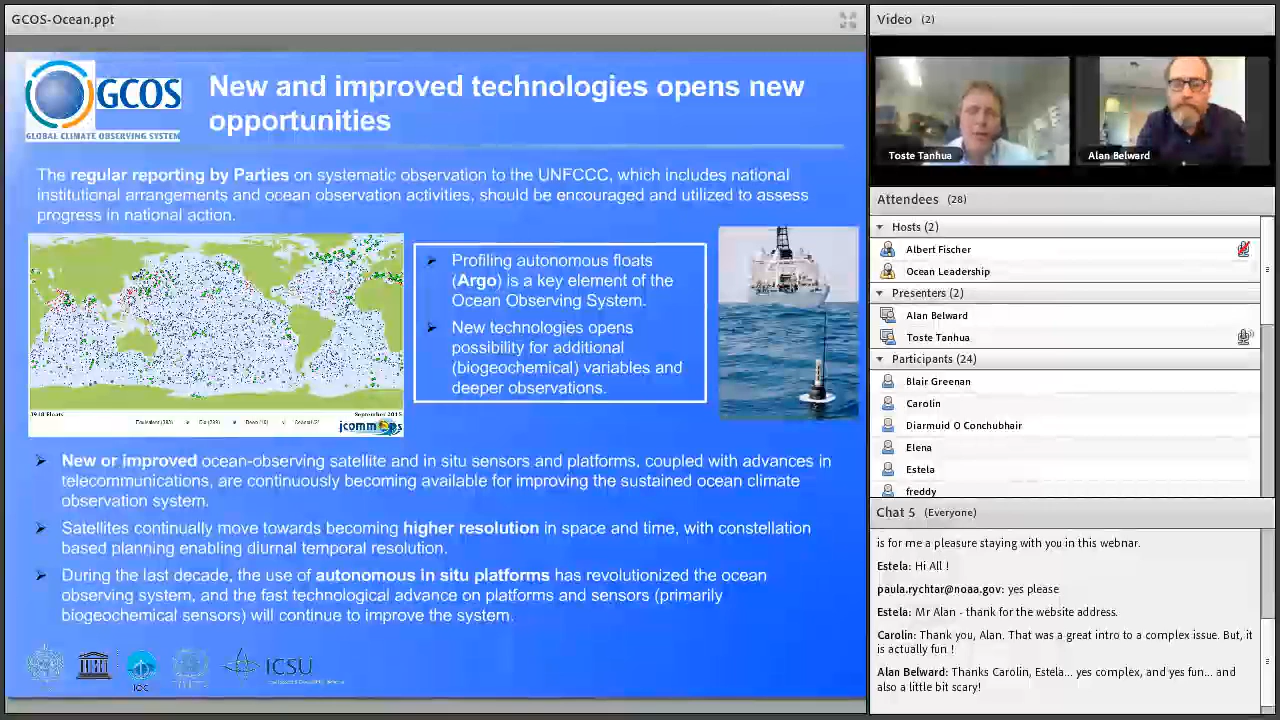 GCOS-Ocean.ppt
GCOS
GLOBAL CLIMATE OBSERVING SYSTEM
New and improved technologies opens new
opportunities
The regular reporting by Parties on systematic observation to the UNFCCC, which includes national
institutional arrangements and ocean observation activities, should be encouraged and utilized to assess
progress in national action.
Floats
September 2015
jcommops
Profiling autonomous floats
(Argo) is a key element of the
Ocean Observing System.
New technologies opens
possibility for additional
(biogeochemical) variables and
deeper observations.
New or improved ocean-observing satellite and in situ sensors and platforms, coupled with advances in
telecommunications, are continuously becoming available for improving the sustained ocean climate
observation system.
Satellites continually move towards becoming higher resolution in space and time, with constellation
based planning enabling diurnal temporal resolution.
During the last decade, the use of autonomous in situ platforms has revolutionized the ocean
observing system, and the fast technological advance on platforms and sensors (primarily
biogeochemical sensors) will continue to improve the system.
IOC
ICSU
Video (2)
Toste Tanhua
Alan Belward
Attendees (28)
Hosts (2)
Albert Fischer
Ocean Leadership
Presenters (2)
Alan Belward
Toste Tanhua
Participants (24)
Blair Greenan
Carolin
Diarmuid O Conchubhair
Elena
Estela
freddy
Chat 5 (Everyone)
is for me a pleasure staying with you in this webnar.
Estela: Hi All !
paula.rychtar@noaa.gov: yes please
Estela: Mr Alan - thank for the website address.
Carolin: Thank you, Alan. That was a great intro to a complex issue. But, it
is actually fun !
Alan Belward: Thanks Carolin, Estela... yes complex, and yes fun... and
also a little bit scary!